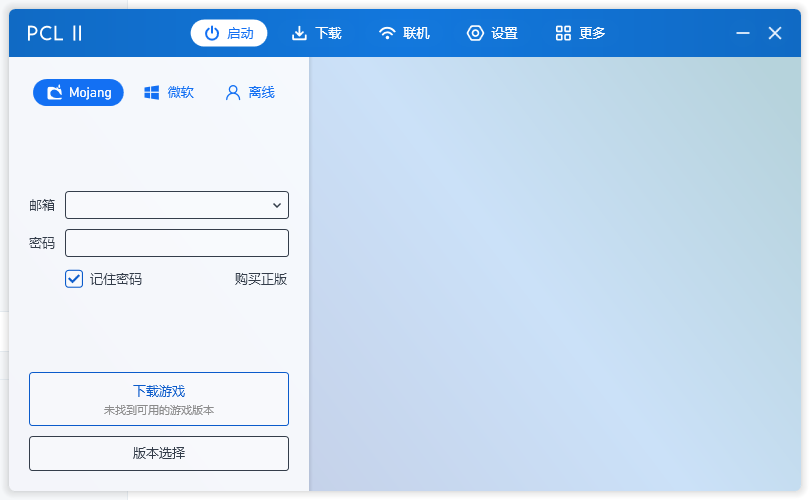 PCL II
启动
下载
联机
设置
更多
Mojang
微软
离线
邮箱
密码
记住密码
购买正版
下载游戏
未找到可用的游戏版本
版本选择